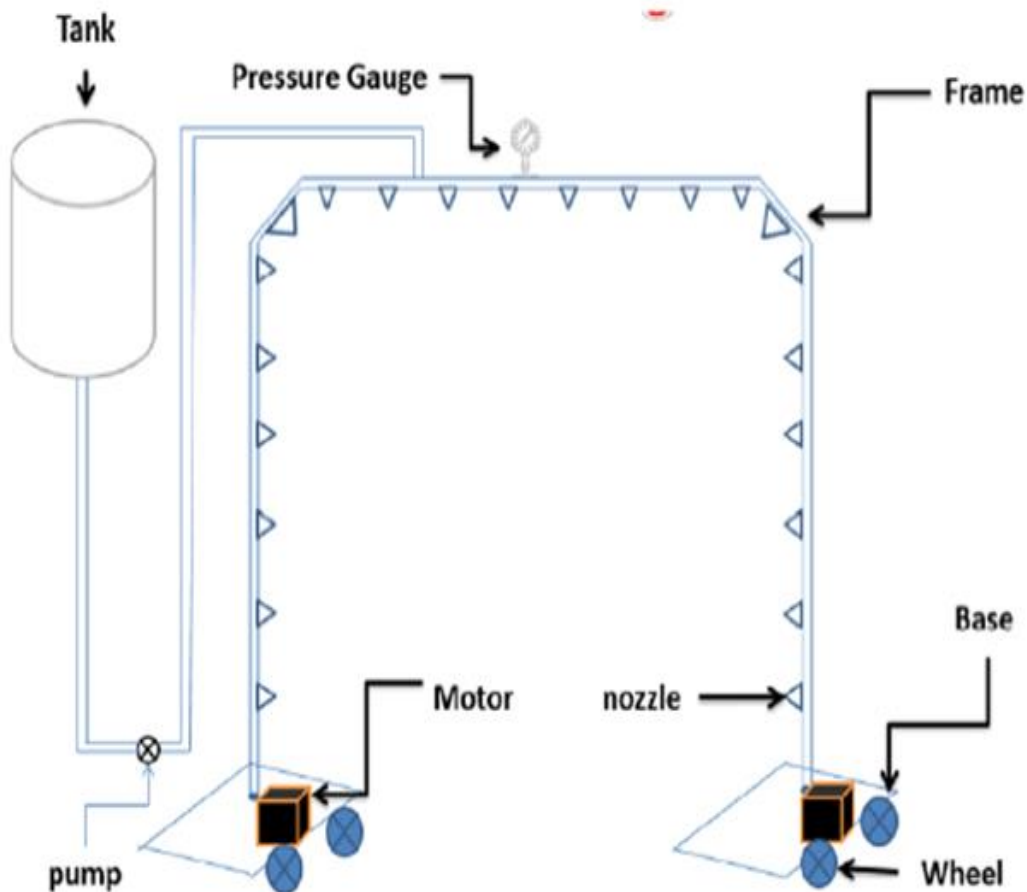 Tank
Pressure Gauge
Frame
Base
Motor
nozzle
pump
Wheel